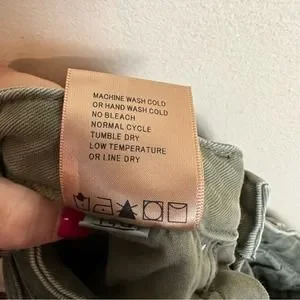 MACHINE WASH COLD
OR HAND WASH COLD
NO BLEACH
NORMAL CYCLE
TUMBLE DRY
LOW TEMPERATURE
OR LINE DRY